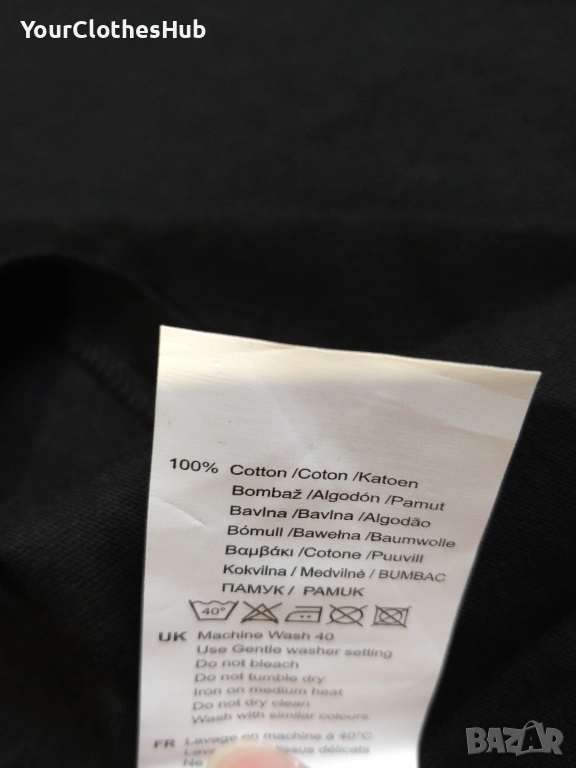 YourClothesHub
100% Cotton /Coton /Katoen
Bombaž /Algodón /Pamut
Bavlna /Bavlna /Algodão
Bómull /Bawełna /Baumwolle
Βαμβάκι /Cotone /Puuvill
Kokvilna / Medvilnė / BUMBAC
ПАМУК / PAMUK
40°
UK Machine Wash 40
Use Gentle washer setting
Do not bleach
Do not tumble dry
Iron on medium heat
Do not dry clean
Wash with similar colours
FR Lavage en machine à 40°C
délicats
Ne
BAZAR